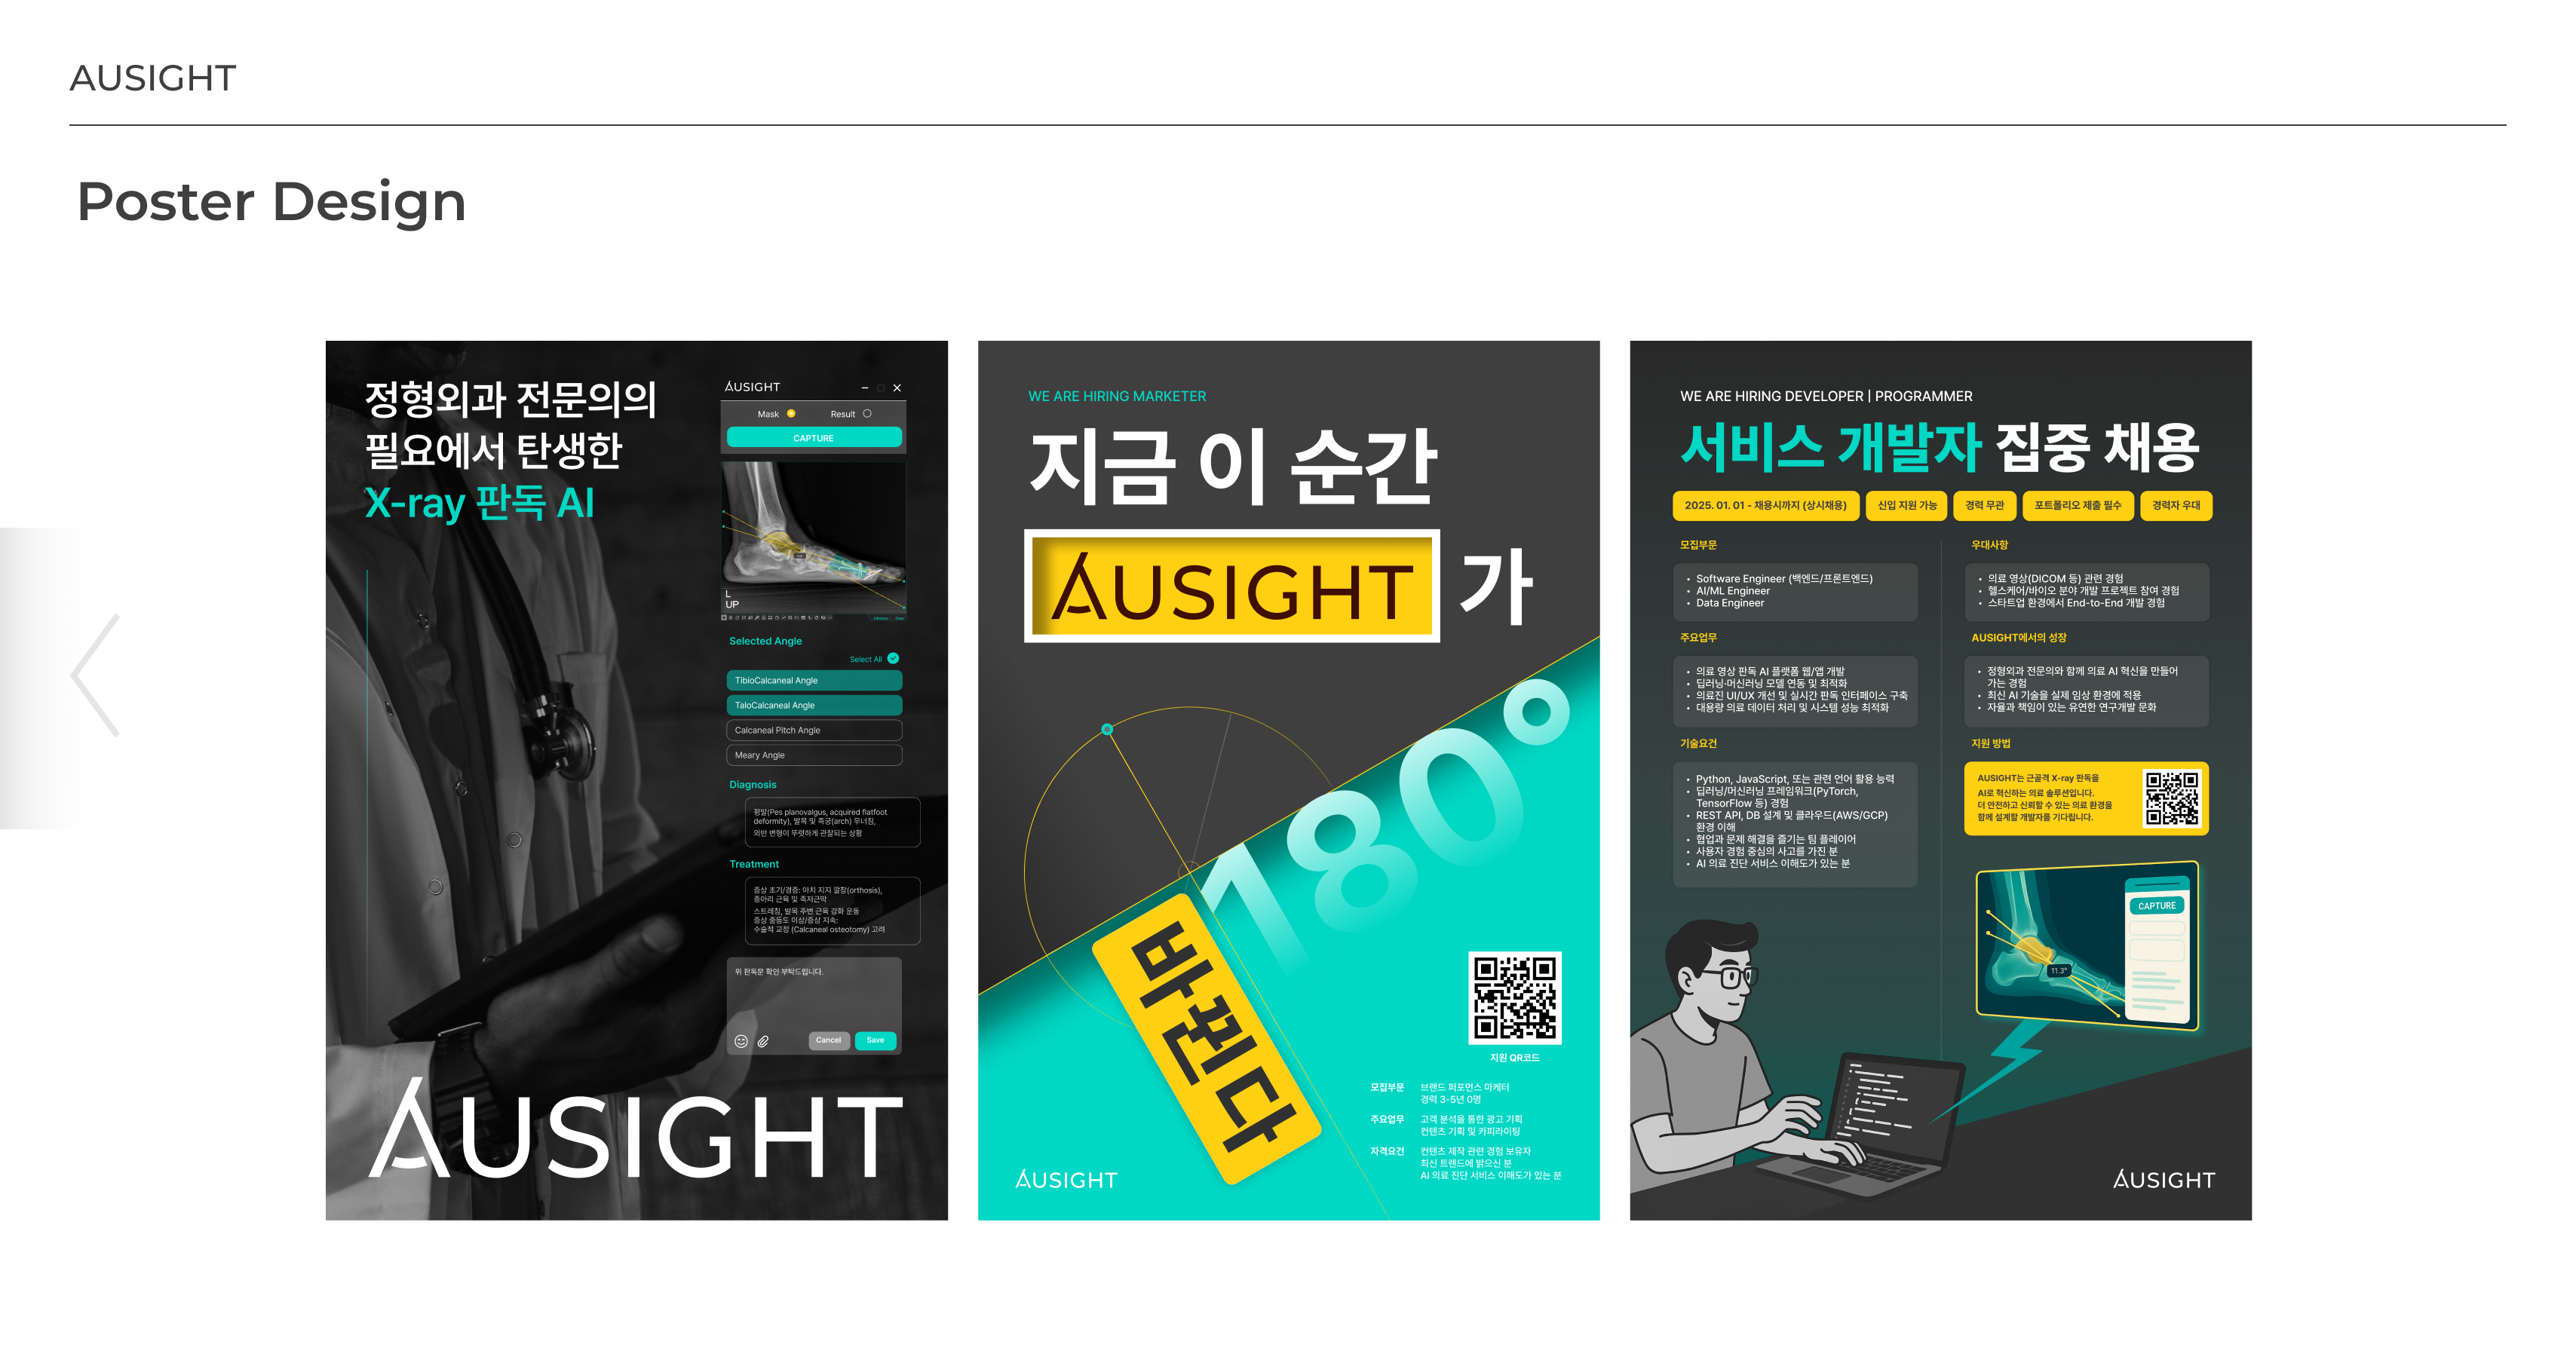 AUSIGHT
Poster Design
정형외과 전문의의
필요에서 탄생한
X-ray 판독 AI
AUSIGHT
Mask
Result
CAPTURE
L
UP
Selected Angle
Select All
TibioCalcaneal Angle
TaloCalcaneal Angle
Calcaneal Pitch Angle
Meary Angle
Diagnosis
정발(Pes planovalgus, acquired flatfoot
deformity), 발목 및 족궁(arch) 무너짐,
외반 변형이 뚜렷하게 관찰되는 상황
Treatment
증상 초기/경증: 아치 지지 깔창(orthosis),
종아리 근육 및 족저근막
스트레칭, 발목 주변 근육 강화 운동
증상 중등도 이상/증상 지속:
수술적 교정 (Calcaneal osteotomy) 고려
위 판독문 확인 부탁드립니다.
Cancel
Save
AUSIGHT
WE ARE HIRING MARKETER
지금 이 순간
AUSIGHT 가
180°
바뀐다
지원 QR코드
모집부문 브랜드 퍼포먼스 마케터
경력 3-5년 0명
주요업무 고객 분석을 통한 광고 기획
컨텐츠 기획 및 카피라이팅
자격요건 컨텐츠 제작 관련 경험 보유자
최신 트렌드에 밝으신 분
AI 의료 진단 서비스 이해도가 있는 분
AUSIGHT
WE ARE HIRING DEVELOPER | PROGRAMMER
서비스 개발자 집중 채용
2025. 01. 01 - 채용시까지 (상시채용)
신입 지원 가능
경력 무관
포트폴리오 제출 필수
경력자 우대
모집부문
• Software Engineer (백엔드/프론트엔드)
• AI/ML Engineer
• Data Engineer
주요업무
• 의료 영상 판독 AI 플랫폼 웹/앱 개발
• 딥러닝·머신러닝 모델 연동 및 최적화
• 의료진 UI/UX 개선 및 실시간 판독 인터페이스 구축
• 대용량 의료 데이터 처리 및 시스템 성능 최적화
기술요건
• Python, JavaScript, 또는 관련 언어 활용 능력
• 딥러닝/머신러닝 프레임워크(PyTorch,
TensorFlow 등) 경험
• REST API, DB 설계 및 클라우드(AWS/GCP)
환경 이해
• 협업과 문제 해결을 즐기는 팀 플레이어
• 사용자 경험 중심의 사고를 가진 분
• AI 의료 진단 서비스 이해도가 있는 분
우대사항
• 의료 영상(DICOM 등) 관련 경험
• 헬스케어/바이오 분야 개발 프로젝트 참여 경험
• 스타트업 환경에서 End-to-End 개발 경험
AUSIGHT에서의 성장
• 정형외과 전문의와 함께 의료 AI 혁신을 만들어
가는 경험
• 최신 AI 기술을 실제 임상 환경에 적용
• 자율과 책임이 있는 유연한 연구개발 문화
지원 방법
AUSIGHT는 근골격 X-ray 판독을
AI로 혁신하는 의료 솔루션입니다.
더 안전하고 신뢰할 수 있는 의료 환경을
함께 설계할 개발자를 기다립니다.
CAPTURE
11.3°
AUSIGHT